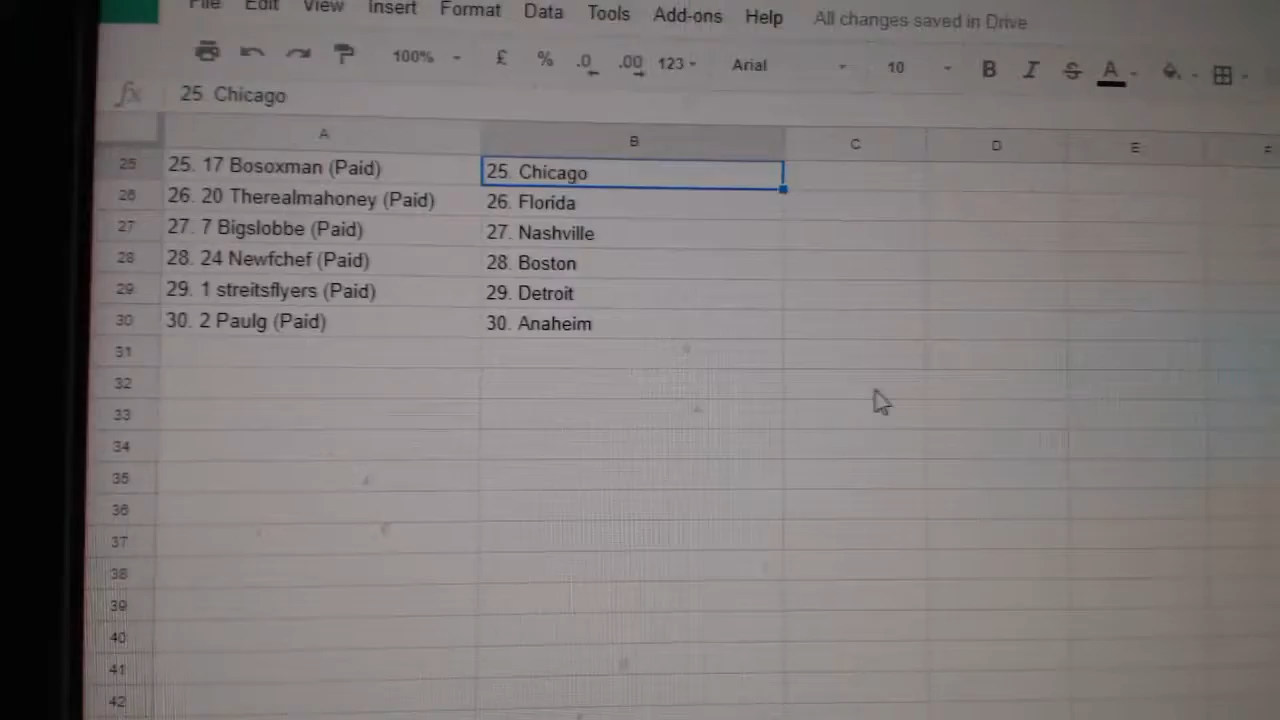 File Edit View Insert Format Data Tools Add-ons Help All changes saved in Drive
100% £ % .0 .00 123 Arial 10 B I S A
fx 25. Chicago
A B C D E F
25 25. 17 Bosoxman (Paid) 25. Chicago
26 26. 20 Therealmahoney (Paid) 26. Florida
27 27. 7 Bigslobbe (Paid) 27. Nashville
28 28. 24 Newfchef (Paid) 28. Boston
29 29. 1 streitsflyers (Paid) 29. Detroit
30 30. 2 Paulg (Paid) 30. Anaheim
31
32
33
34
35
36
37
38
39
40
41
42